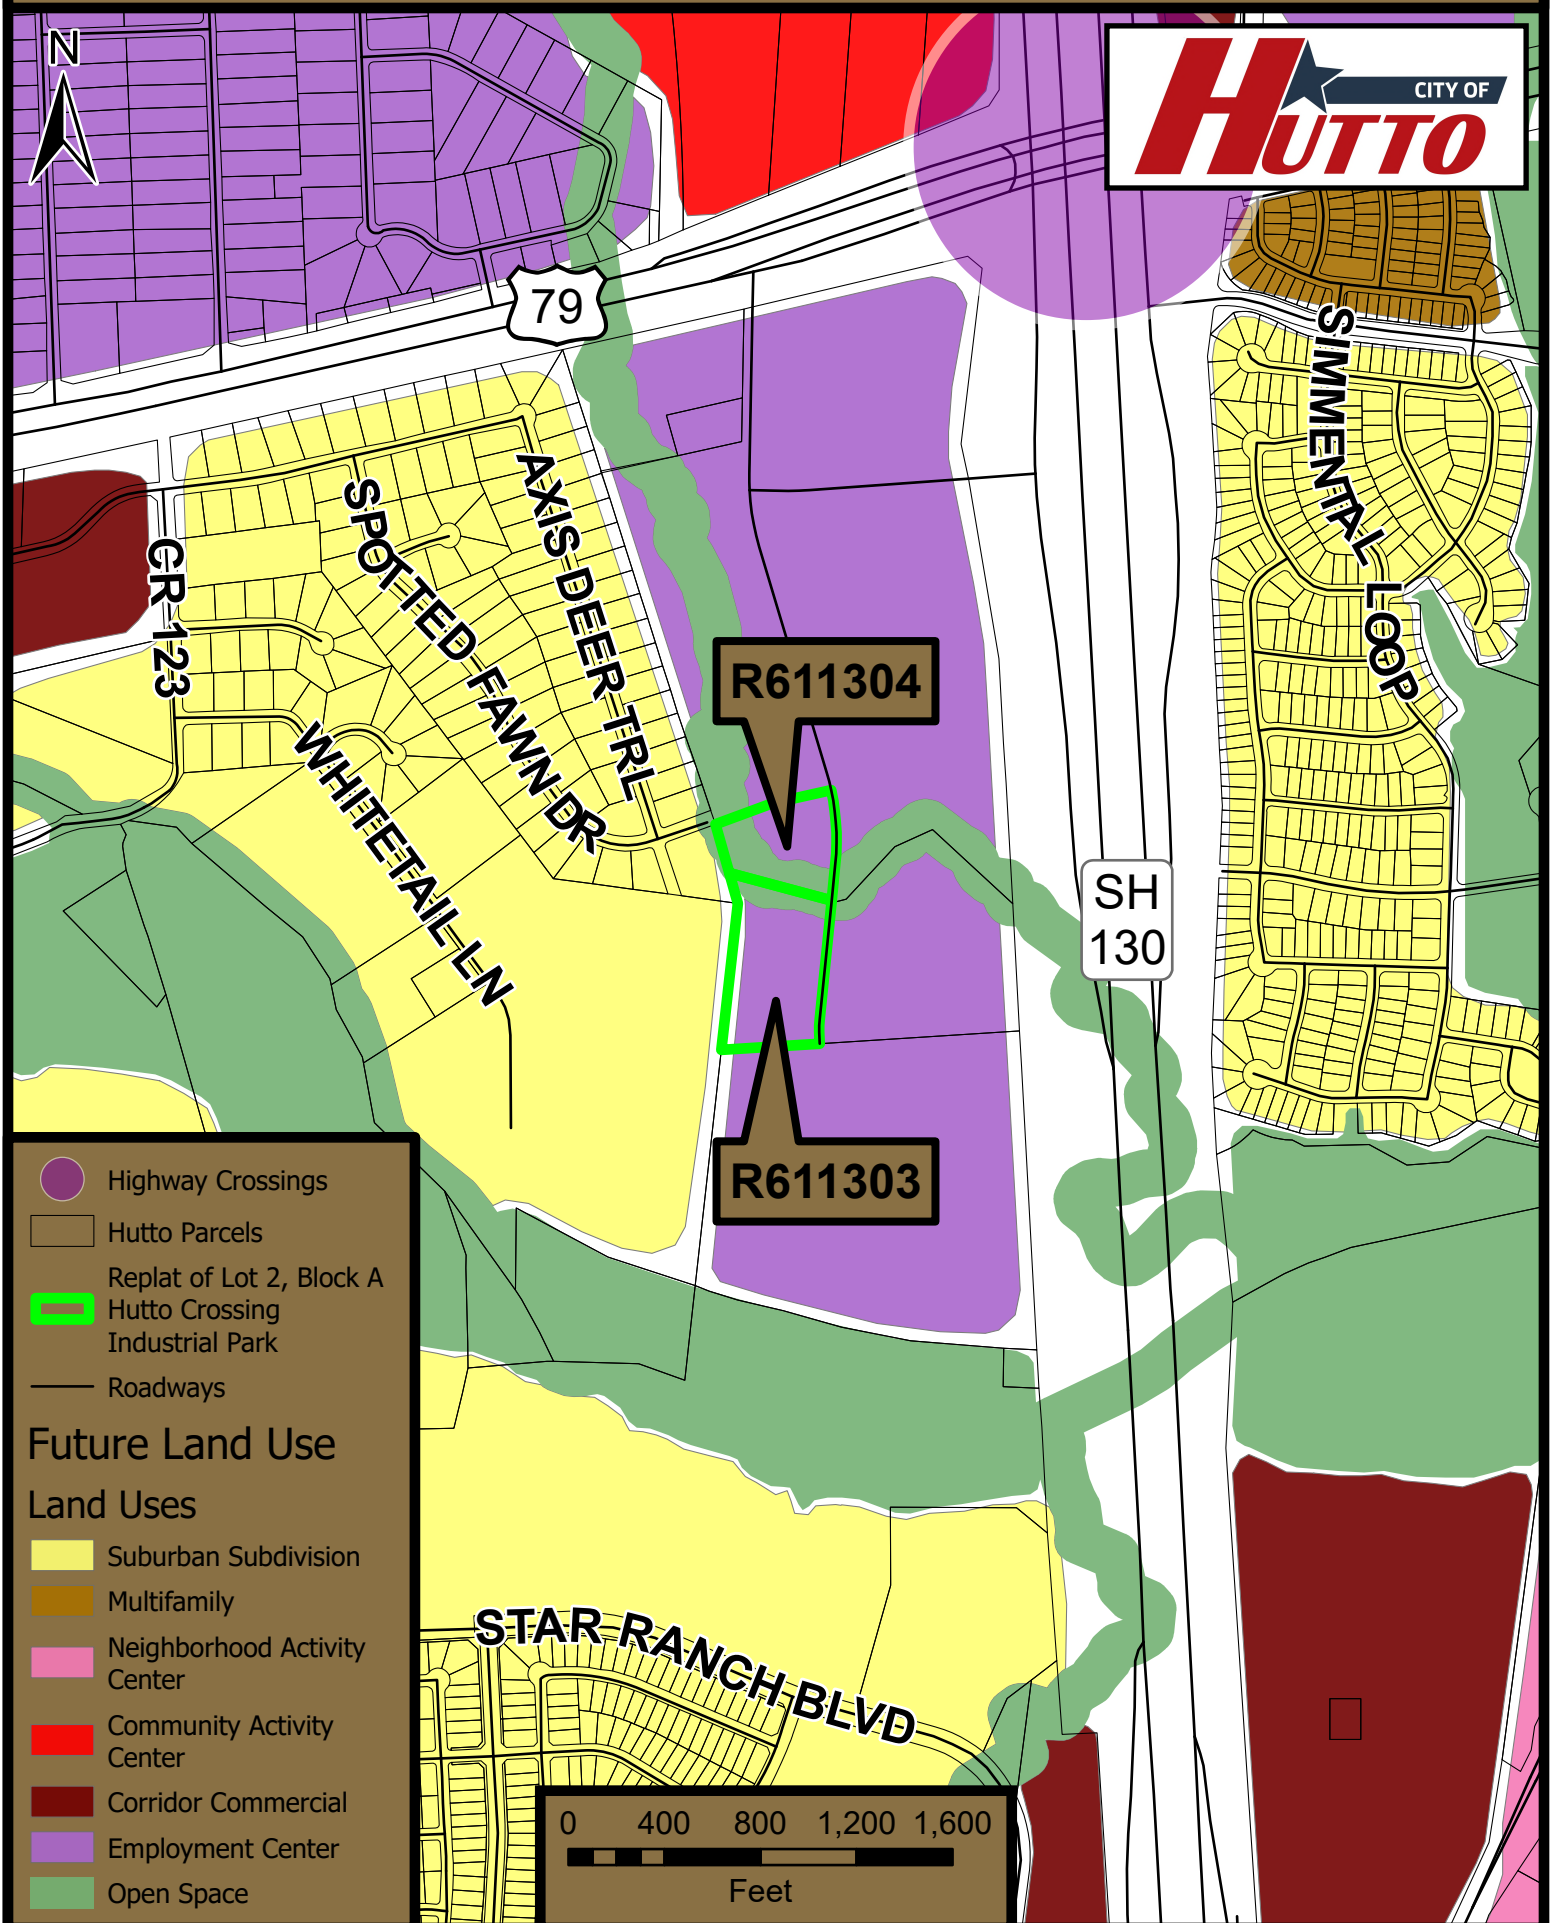 N
CITY OF
HUTTO
79
SIMMENTAL LOOP
AXIS DEER TRL
SPOTTED FAWN DR
CR 123
WHITETAIL LN
R611304
SH
130
R611303
Highway Crossings
Hutto Parcels
Replat of Lot 2, Block A
Hutto Crossing
Industrial Park
Roadways
Future Land Use
Land Uses
Suburban Subdivision
Multifamily
Neighborhood Activity
Center
Community Activity
Center
Corridor Commercial
Employment Center
Open Space
STAR RANCH BLVD
0 400 800 1,200 1,600
Feet